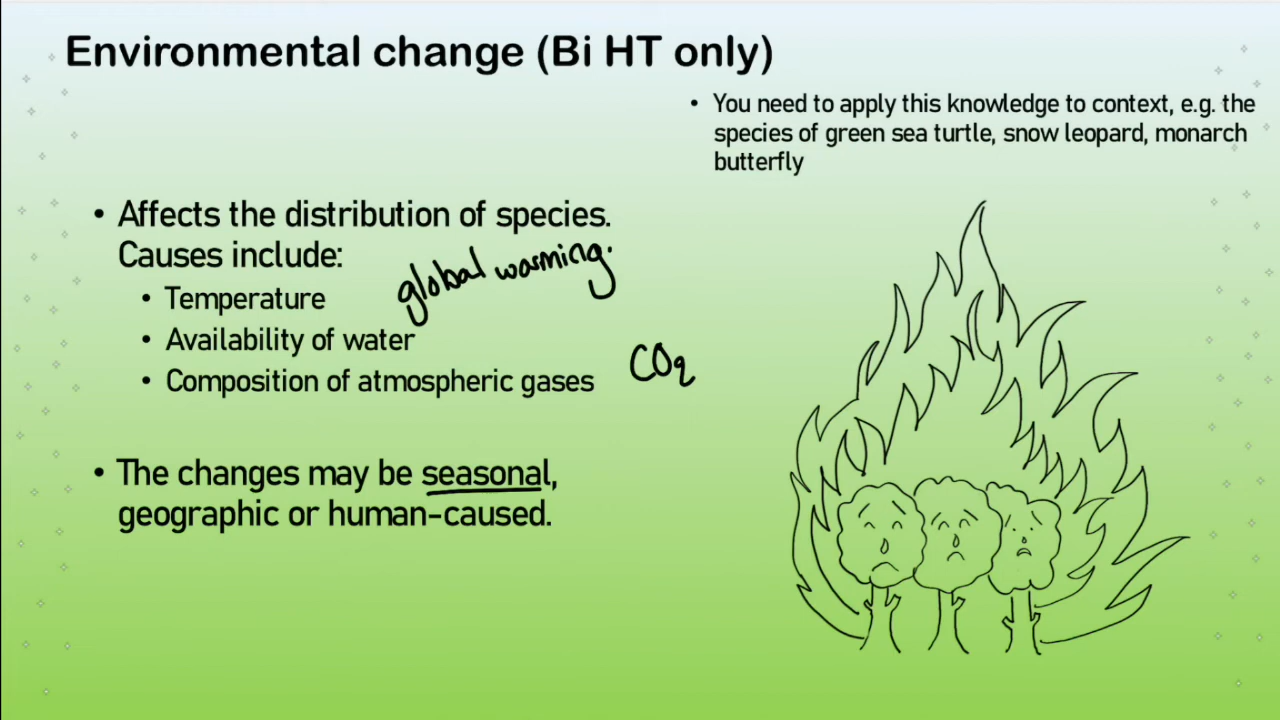 Environmental change (Bi HT only)
• You need to apply this knowledge to context, e.g. the
species of green sea turtle, snow leopard, monarch
butterfly
• Affects the distribution of species.
Causes include:
global warming.
• Temperature
• Availability of water
• Composition of atmospheric gases
CO2
• The changes may be seasonal,
geographic or human-caused.